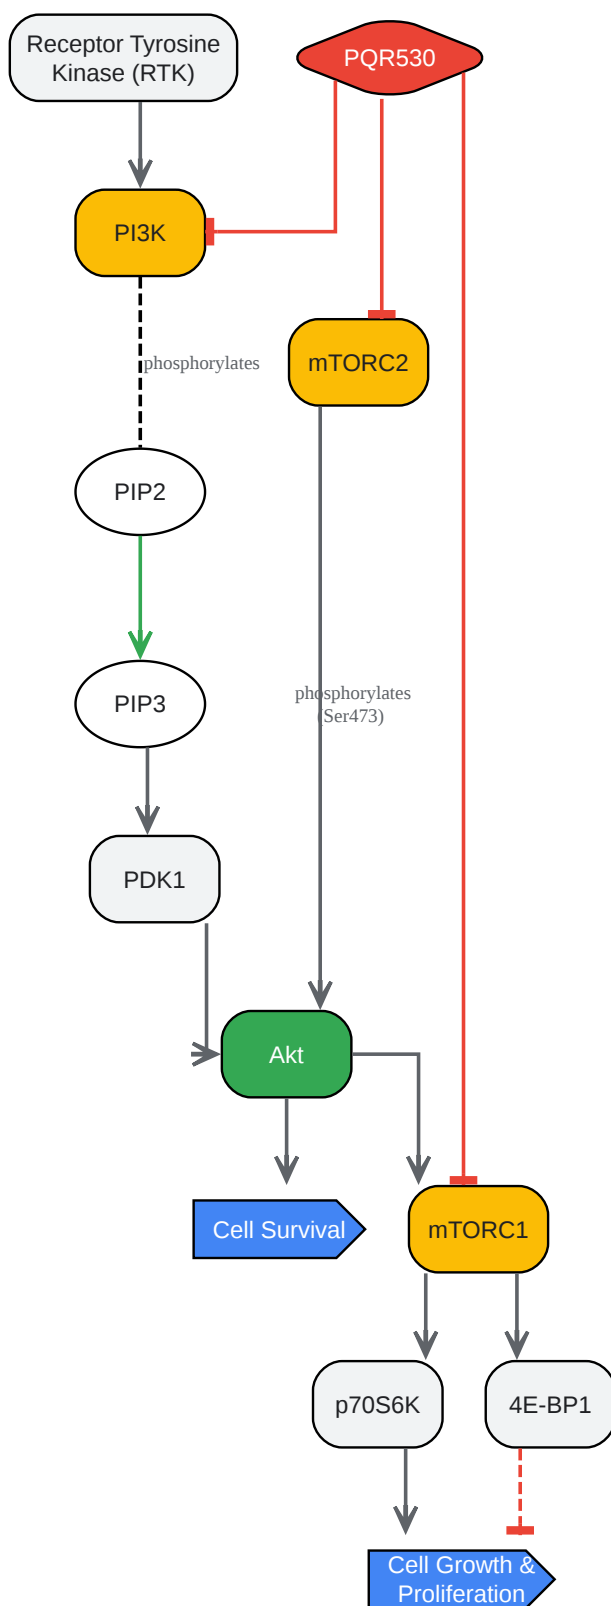 Receptor Tyrosine
Kinase (RTK)
PQR530
PI3K
phosphorylates
mTORC2
PIP2
phosphorylates
(Ser473)
PIP3
PDK1
Akt
Cell Survival
mTORC1
p70S6K
4E-BP1
Cell Growth &
Proliferation